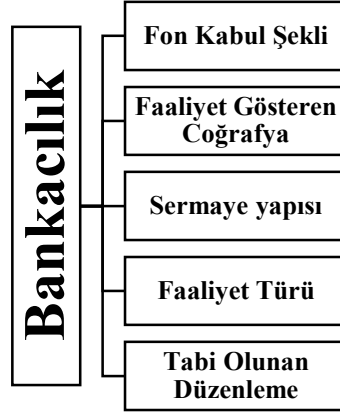 Bankacılık
Fon Kabul Şekli
Faaliyet Gösteren
Coğrafya
Sermaye yapısı
Faaliyet Türü
Tabi Olunan
Düzenleme